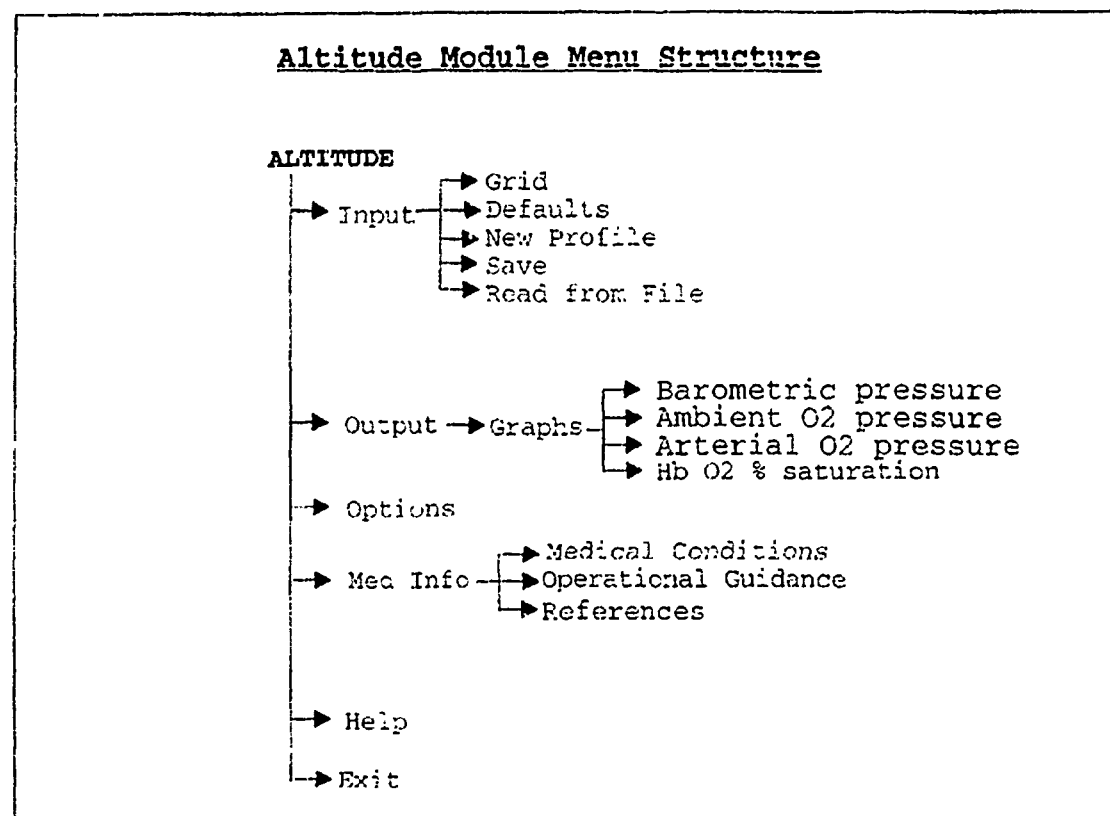 Altitude Module Menu Structure
ALTITUDE
Input
Grid
Defaults
New Profile
Save
Read from File
Output
Graphs
Barometric pressure
Ambient O2 pressure
Arterial O2 pressure
Hb O2 % saturation
Options
Med Info
Medical Conditions
Operational Guidance
References
Help
Exit